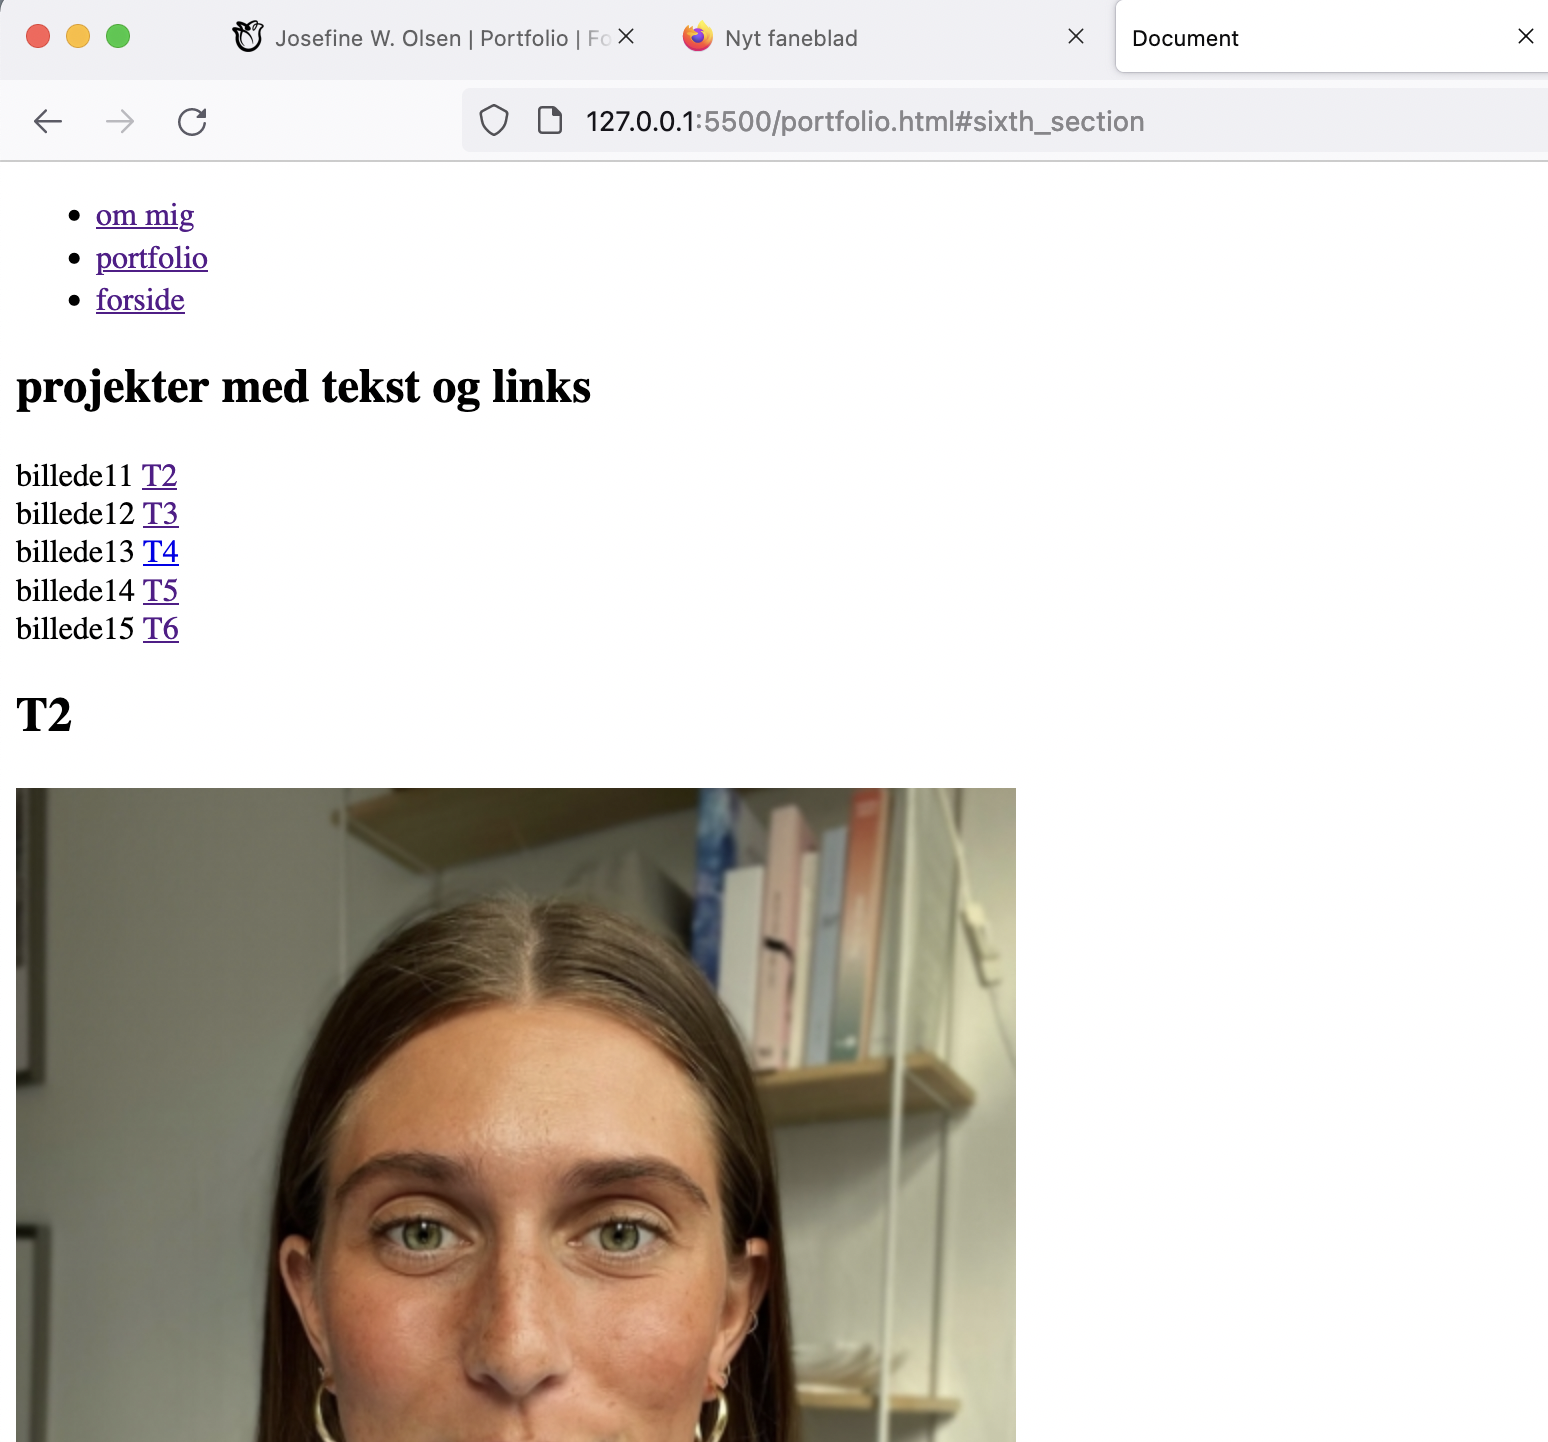 Josefine W. Olsen | Portfolio | Fo
Nyt faneblad
Document
127.0.0.1:5500/portfolio.html#sixth_section
om mig
portfolio
forside
projekter med tekst og links
billede11 T2
billede12 T3
billede13 T4
billede14 T5
billede15 T6
T2